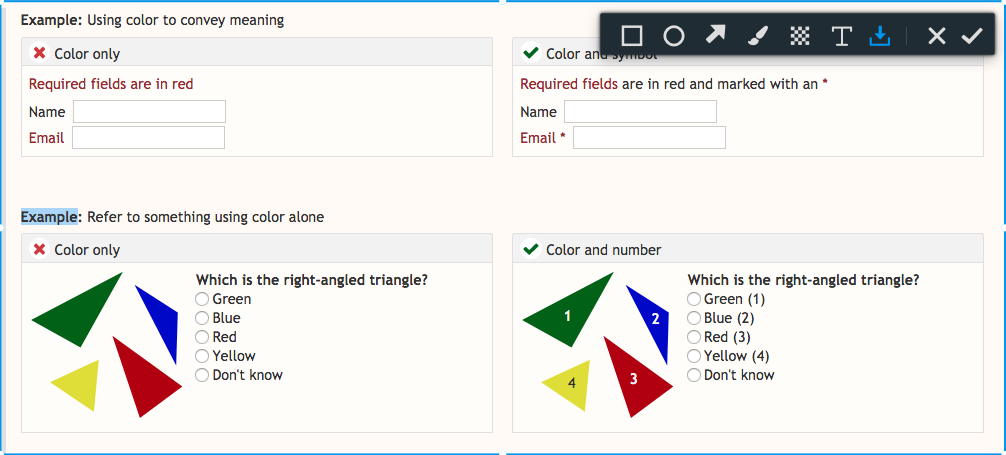 Example: Using color to convey meaning
Color only
Required fields are in red
Name
Email
Color and symbol
Required fields are in red and marked with an *
Name
Email *
Example: Refer to something using color alone
Color only
Which is the right-angled triangle?
Green
Blue
Red
Yellow
Don't know
Color and number
Which is the right-angled triangle?
Green (1)
Blue (2)
Red (3)
Yellow (4)
Don't know
1
2
3
4
T